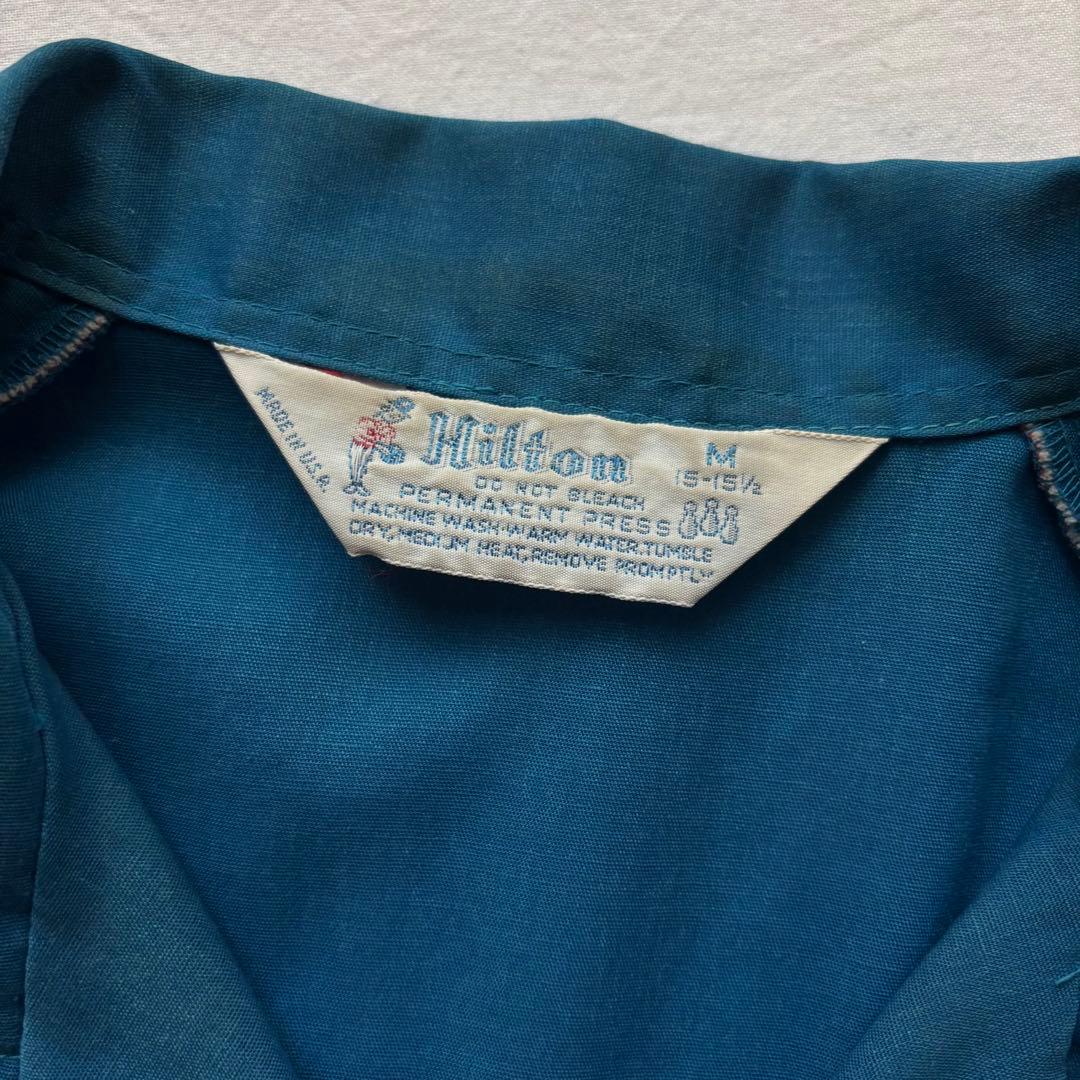 MADE IN U.S.A.
Hilton
M
15-15½
DO NOT BLEACH
PERMANENT PRESS
MACHINE WASH-WARM WATER, TUMBLE
DRY, MEDIUM HEAT, REMOVE PROMPTLY